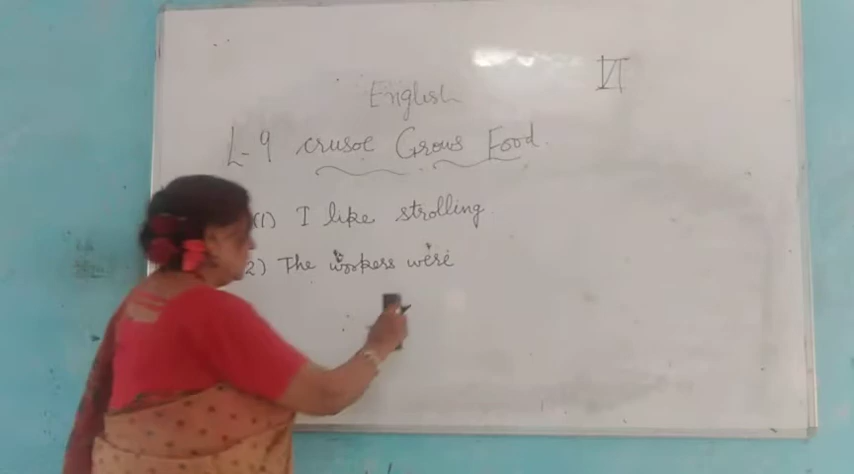 VI
English
L-9 crusoe Grows Food.
(1) I like strolling
2) The workers were